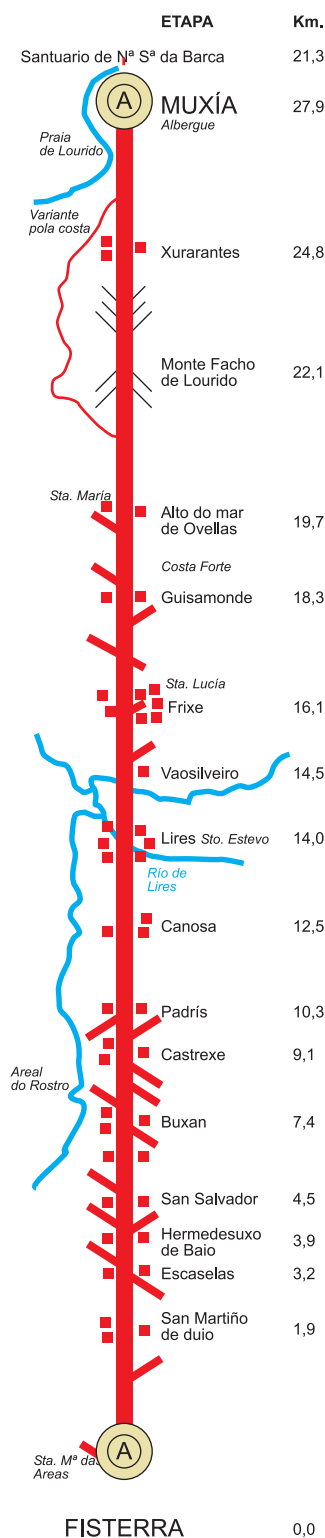 ETAPA Km.
Santuario de Nª Sª da Barca 21,3
A MUXÍA 27,9
Albergue
Praia
de Lourido
Variante
pola costa
Xurarantes 24,8
Monte Facho
de Lourido 22,1
Sta. María
Alto do mar
de Ovellas 19,7
Costa Forte
Guisamonde 18,3
Sta. Lucía
Frixe 16,1
Vaosilveiro 14,5
Lires Sto. Estevo 14,0
Río de
Lires
Canosa 12,5
Padrís 10,3
Castrexe 9,1
Areal
do Rostro
Buxan 7,4
San Salvador 4,5
Hermedesuxo
de Baio 3,9
Escaselas 3,2
San Martiño
de duio 1,9
A
Sta. Mª das
Areas
FISTERRA 0,0